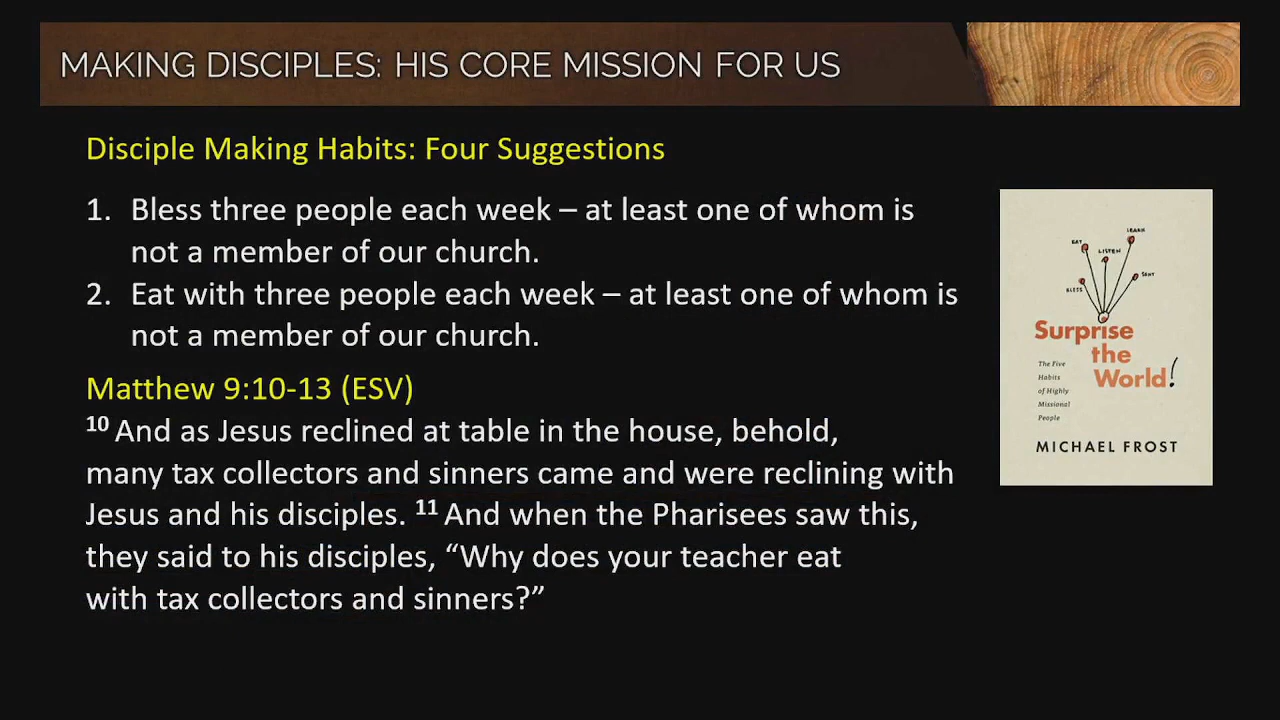 MAKING DISCIPLES: HIS CORE MISSION FOR US
Disciple Making Habits: Four Suggestions
1. Bless three people each week – at least one of whom is
not a member of our church.
2. Eat with three people each week – at least one of whom is
not a member of our church.
Matthew 9:10-13 (ESV)
10 And as Jesus reclined at table in the house, behold,
many tax collectors and sinners came and were reclining with
Jesus and his disciples. 11 And when the Pharisees saw this,
they said to his disciples, “Why does your teacher eat
with tax collectors and sinners?”
LEARN
EAT
LISTEN
SENT
BLESS
Surprise
the
World!
The Five
Habits
of Highly
Missional
People
MICHAEL FROST